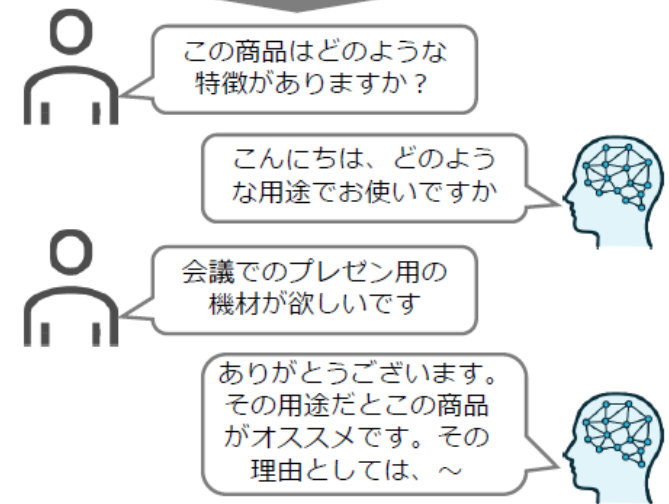 この商品はどのような
特徴がありますか？
こんにちは、どのよう
な用途でお使いですか
会議でのプレゼン用の
機材が欲しいです
ありがとうございます。
その用途だとこの商品
がオススメです。その
理由としては、～